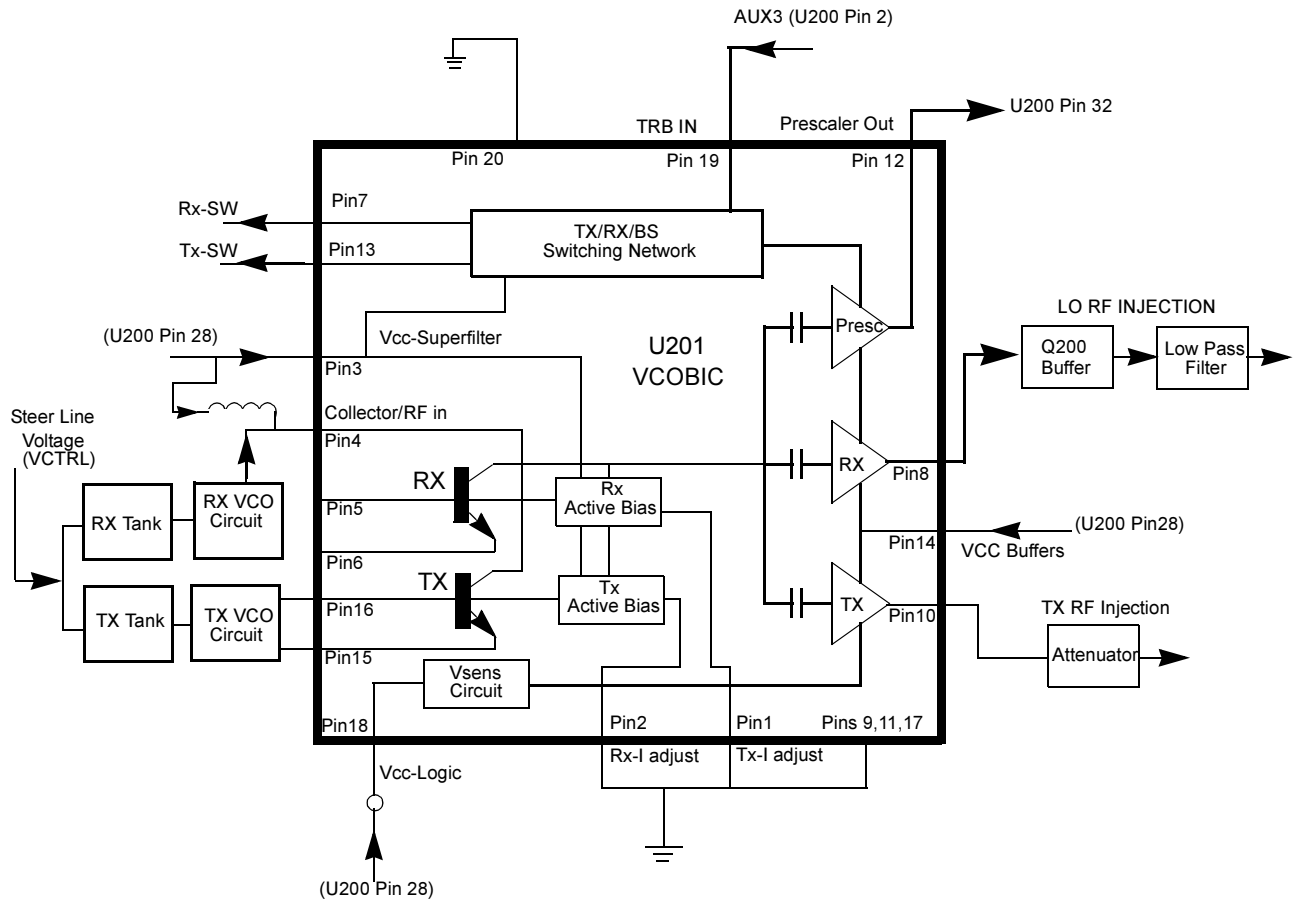 AUX3 (U200 Pin 2)
U200 Pin 32
TRB IN
Prescaler Out
Pin 20
Pin 19
Pin 12
Rx-SW
Pin7
Tx-SW
Pin13
TX/RX/BS
Switching Network
(U200 Pin 28)
Vcc-Superfilter
Pin3
U201
VCOBIC
Presc
LO RF INJECTION
Q200
Buffer
Low Pass
Filter
Steer Line
Voltage
(VCTRL)
Collector/RF in
Pin4
RX
Pin5
Rx
Active Bias
RX
Pin8
RX Tank
RX VCO
Circuit
Pin6
Pin14
(U200 Pin28)
VCC Buffers
TX
Pin16
Tx
Active Bias
TX
Pin10
TX RF Injection
Attenuator
TX Tank
TX VCO
Circuit
Pin15
Vsens
Circuit
Pin18
Pin2
Pin1
Pins 9,11,17
Rx-I adjust
Tx-I adjust
Vcc-Logic
(U200 Pin 28)